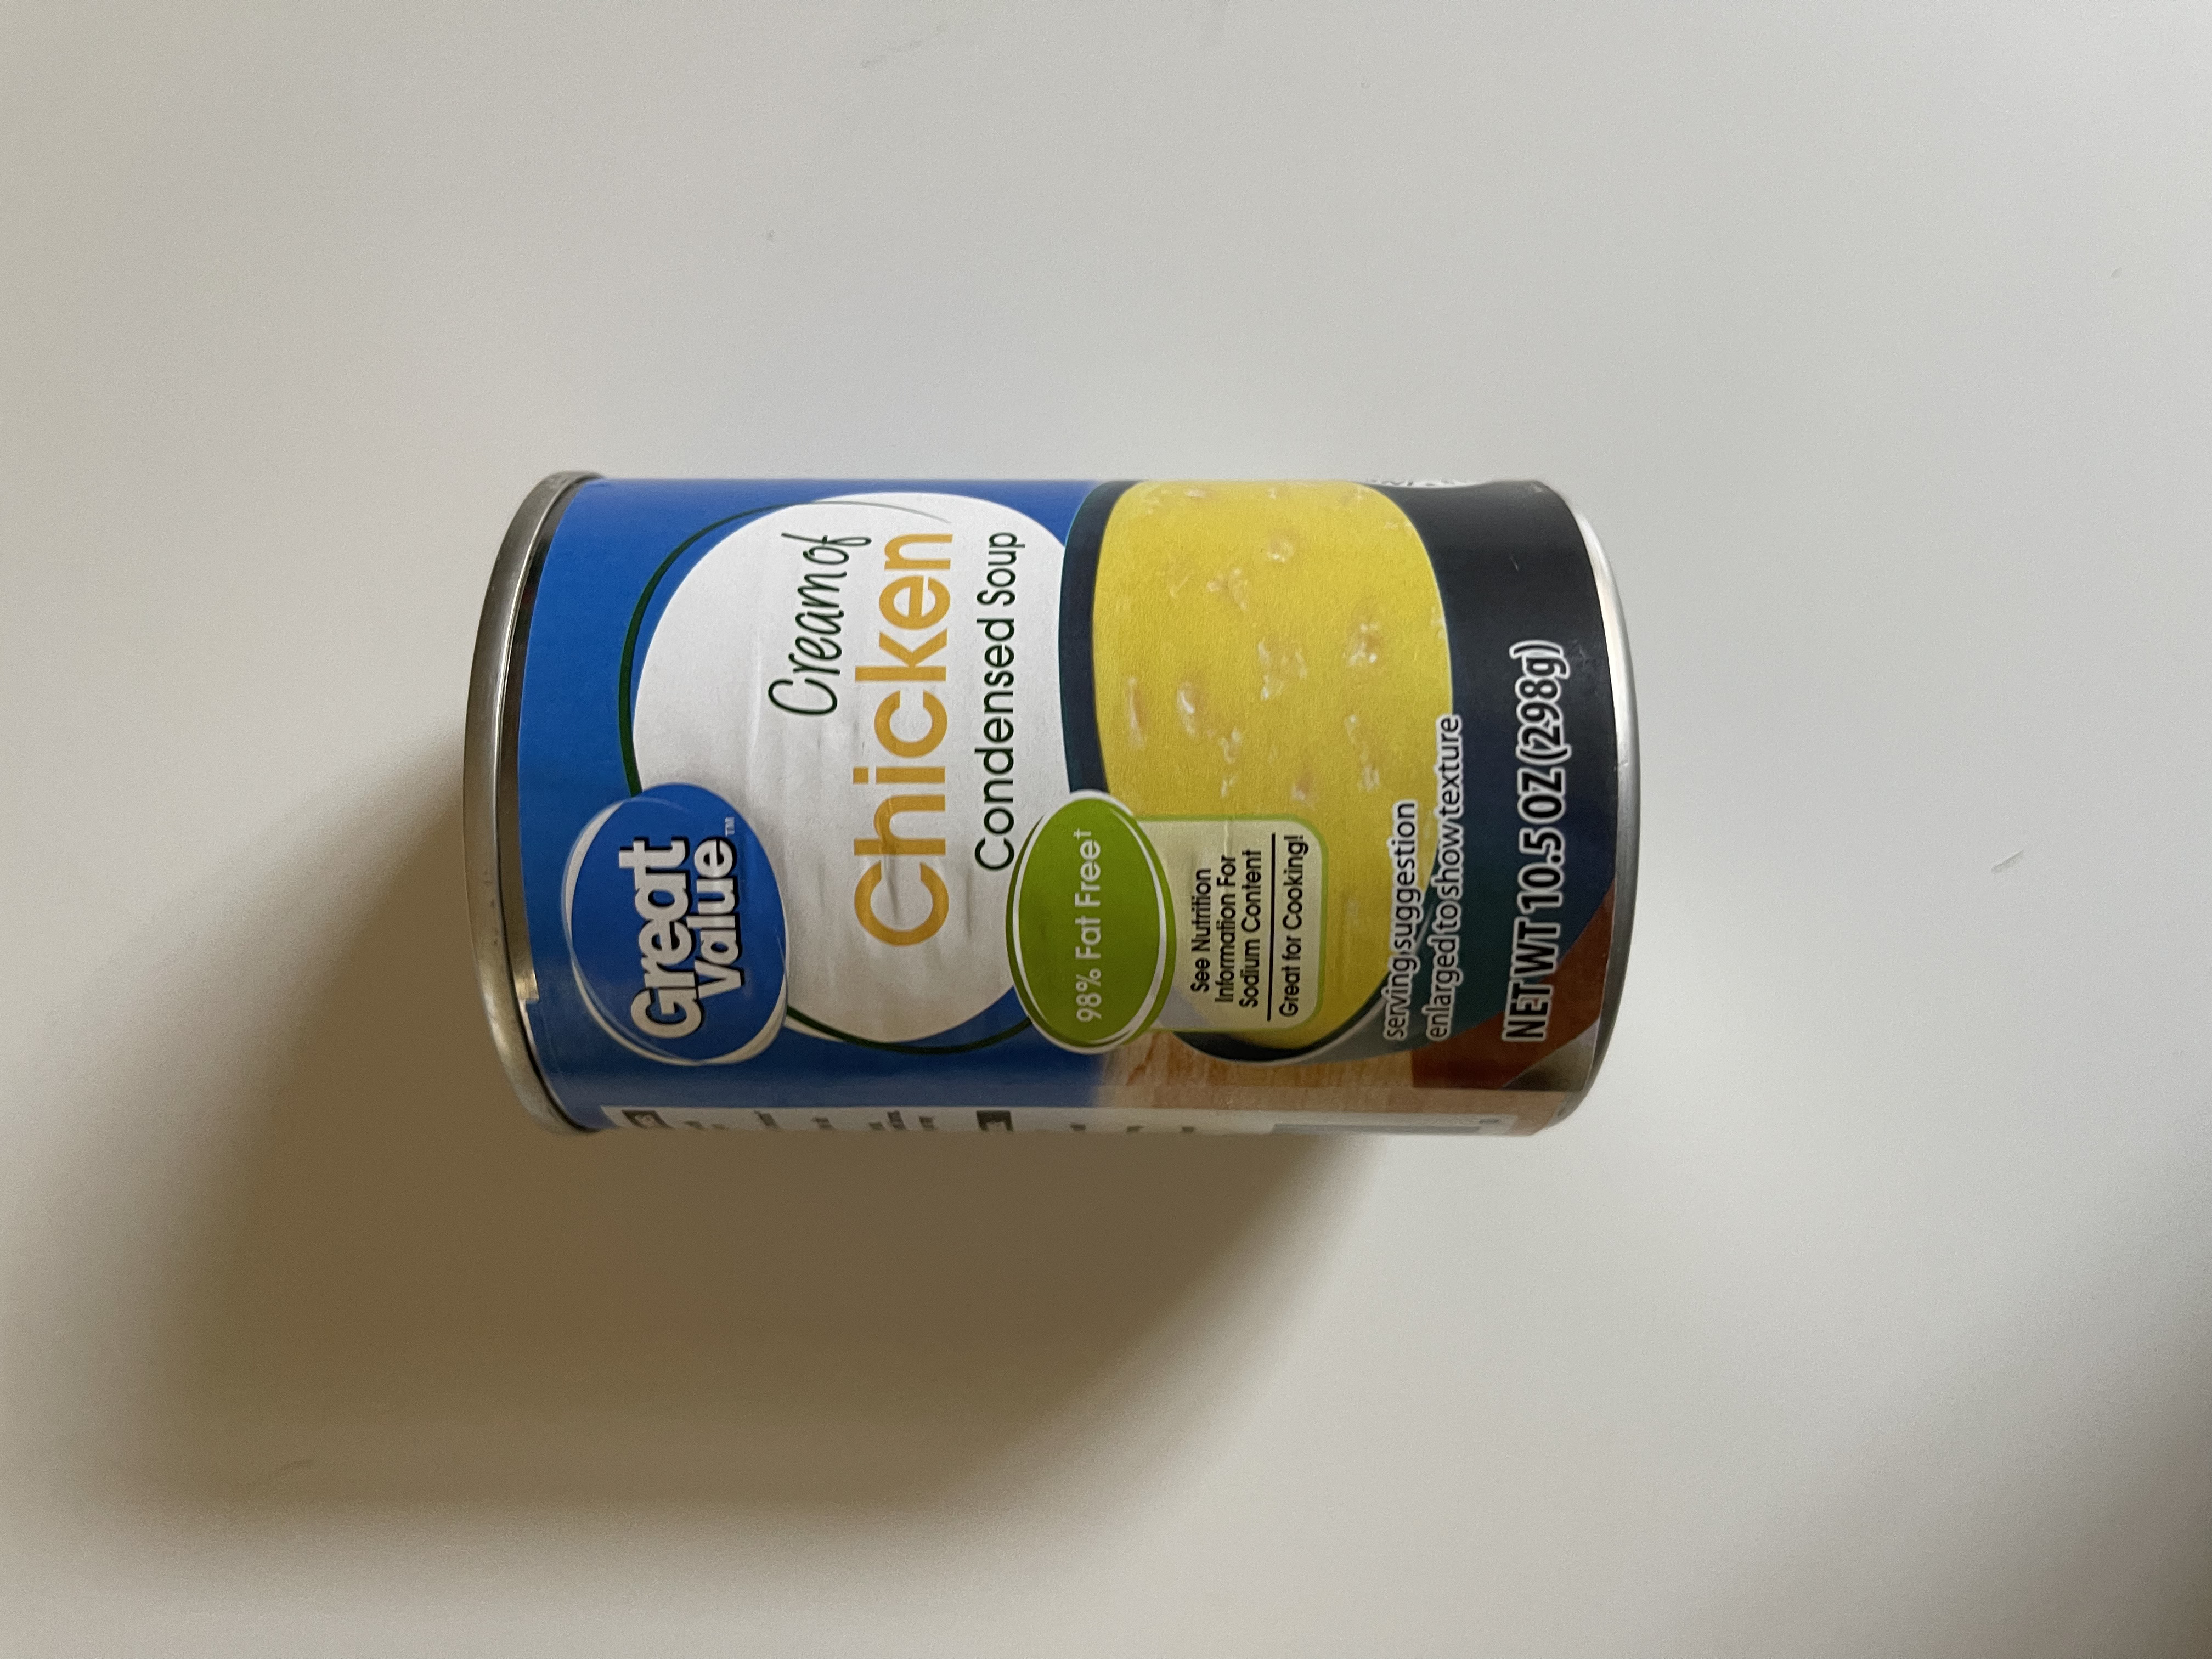 Great
Value™
Cream of
Chicken
Condensed Soup
98% Fat Free†
See Nutrition
Information For
Sodium Content
Great for Cooking!
serving suggestion
enlarged to show texture
NET WT 10.5 OZ (298g)